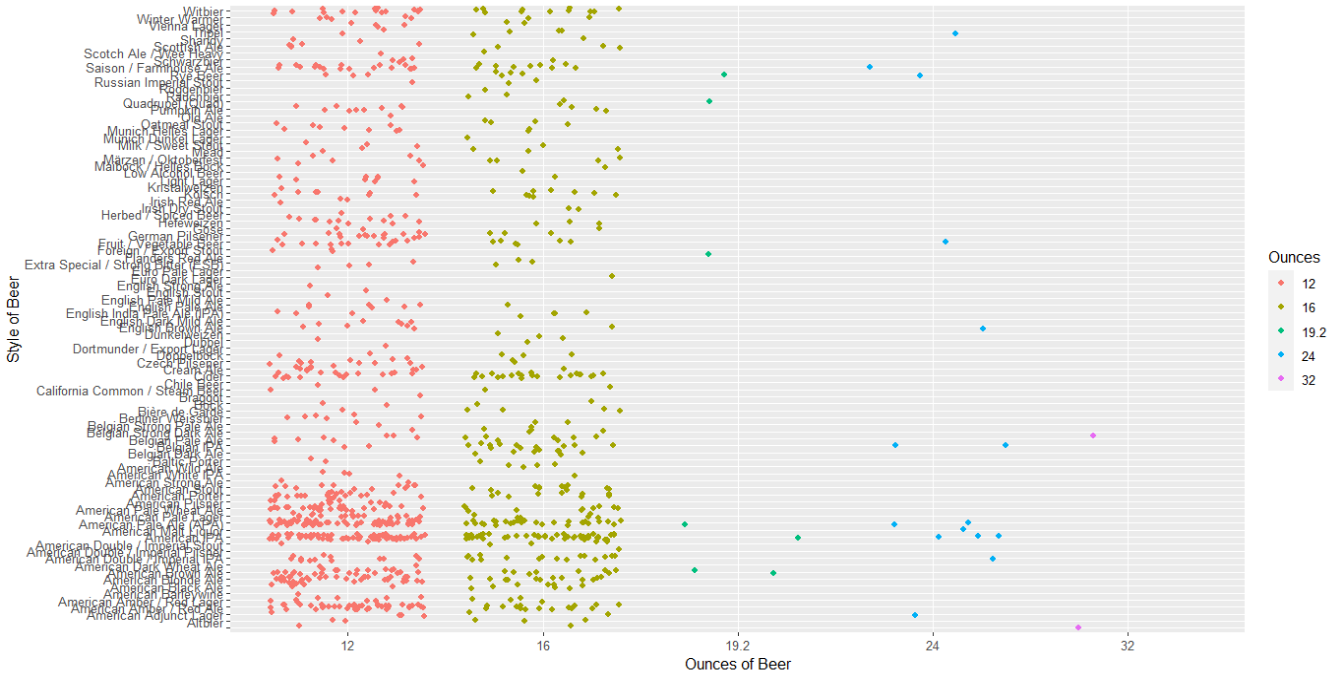 Style of Beer
Witbier
Winter Warmer
Vienna Lager
Tripel
Shandy
Scottish Ale
Scotch Ale / Wee Heavy
Schwarzbier
Saison / Farmhouse Ale
Rye Beer
Russian Imperial Stout
Roggenbier
Rauchbier
Quadrupel (Quad)
Pumpkin Ale
Old Ale
Oatmeal Stout
Munich Helles Lager
Munich Dunkel Lager
Milk / Sweet Stout
Mead
Märzen / Oktoberfest
Maibock / Helles Bock
Low Alcohol Beer
Light Lager
Kristalweizen
Kölsch
Irish Red Ale
Irish Dry Stout
Herbed / Spiced Beer
Hefeweizen
Gose
German Pilsener
Fruit / Vegetable Beer
Foreign / Export Stout
Flanders Red Ale
Extra Special / Strong Bitter (ESB)
Euro Pale Lager
Euro Dark Lager
English Strong Ale
English Stout
English Pale Mild Ale
English Pale Ale
English India Pale Ale (IPA)
English Dark Mild Ale
English Brown Ale
Dunkelweizen
Dubbel
Dortmunder / Export Lager
Doppelbock
Czech Pilsener
Cream Ale
Cider
Chile Beer
California Common / Steam Beer
Braggot
Bock
Bière de Garde
Berliner Weissbier
Belgian Strong Pale Ale
Belgian Strong Dark Ale
Belgian Pale Ale
Belgian IPA
Belgian Dark Ale
Baltic Porter
American Wild Ale
American White IPA
American Strong Ale
American Stout
American Porter
American Pilsner
American Pale Wheat Ale
American Pale Lager
American Pale Ale (APA)
American Malt Liquor
American IPA
American Double / Imperial Stout
American Double / Imperial Pilsner
American Double / Imperial IPA
American Dark Wheat Ale
American Brown Ale
American Blonde Ale
American Black Ale
American Barleywine
American Amber / Red Lager
American Amber / Red Ale
American Adjunct Lager
Altbier
12
16
19.2
24
32
Ounces of Beer
Ounces
12
16
19.2
24
32